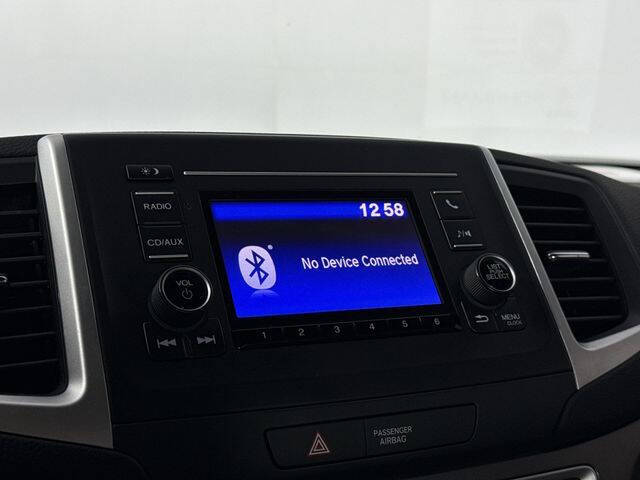 RADIO
CD/AUX
VOL
12:58
No Device Connected
1 2 3 4 5 6
LIST
PUSH
SELECT
MENU
CLOCK
PASSENGER
AIRBAG